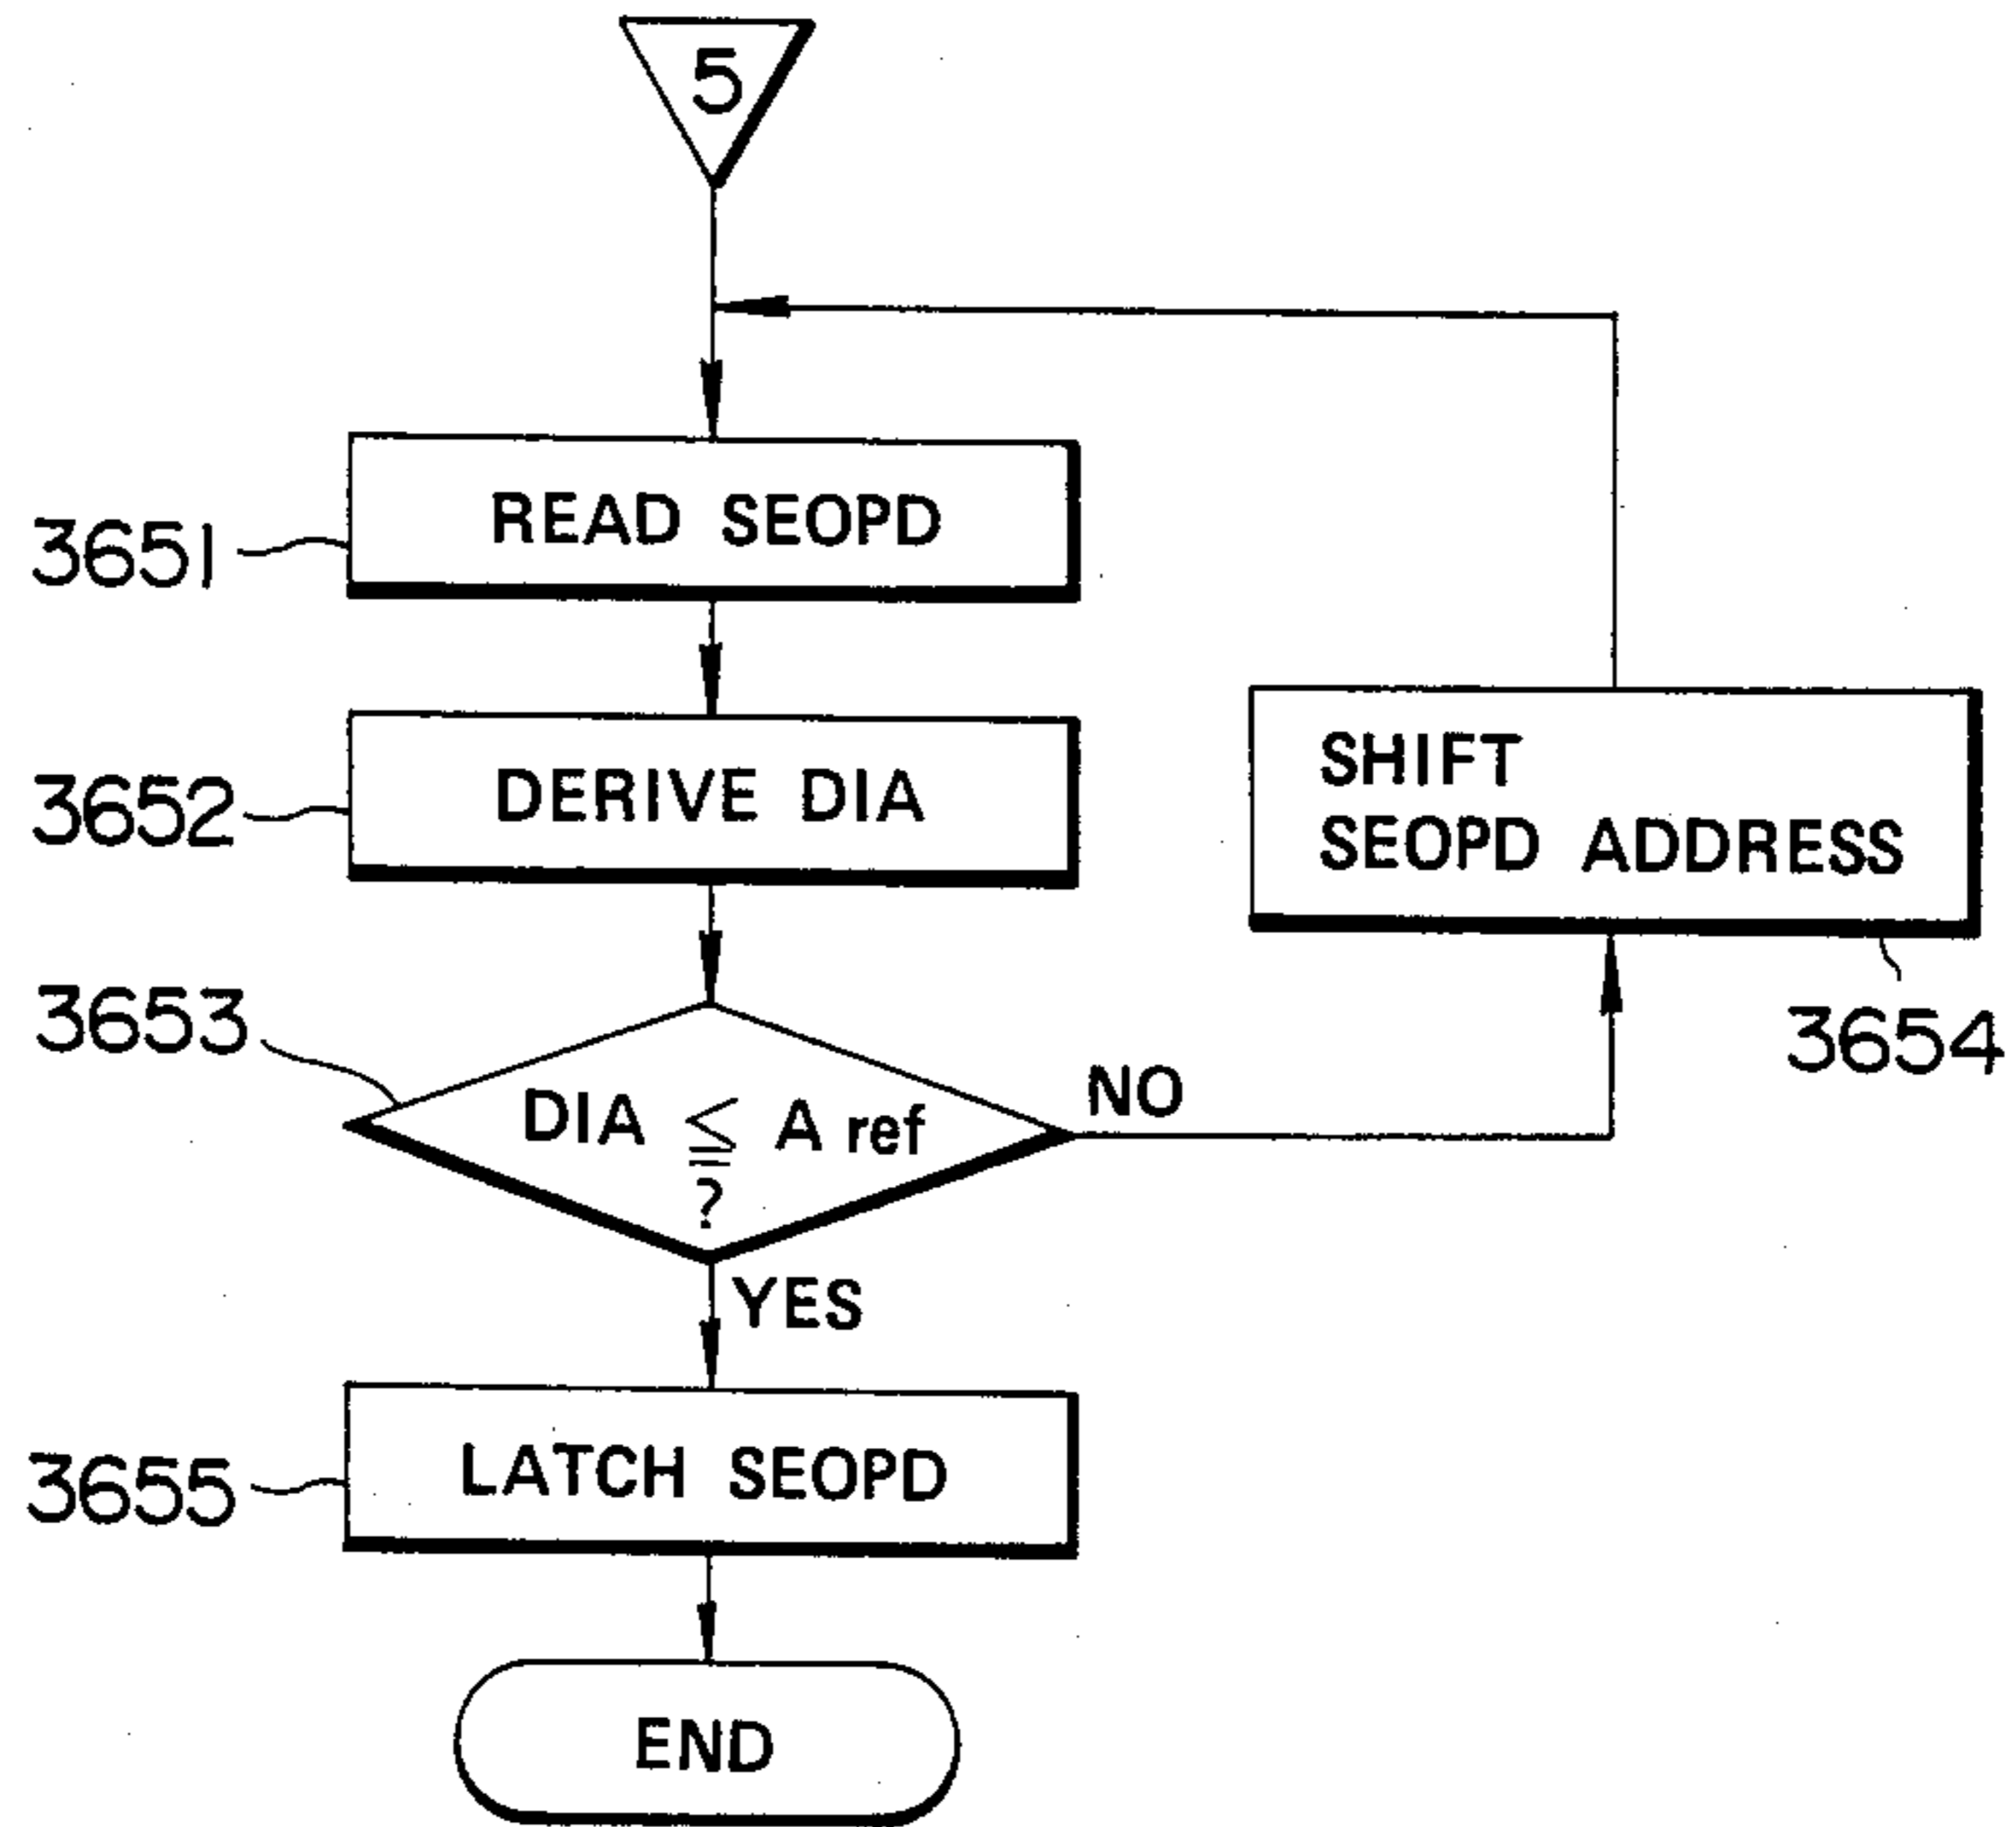 5
READ SEOPD
3651
DERIVE DIA
3652
SHIFT
SEOPD ADDRESS
3654
3653
DIA ≦ A ref
?
NO
YES
LATCH SEOPD
3655
END